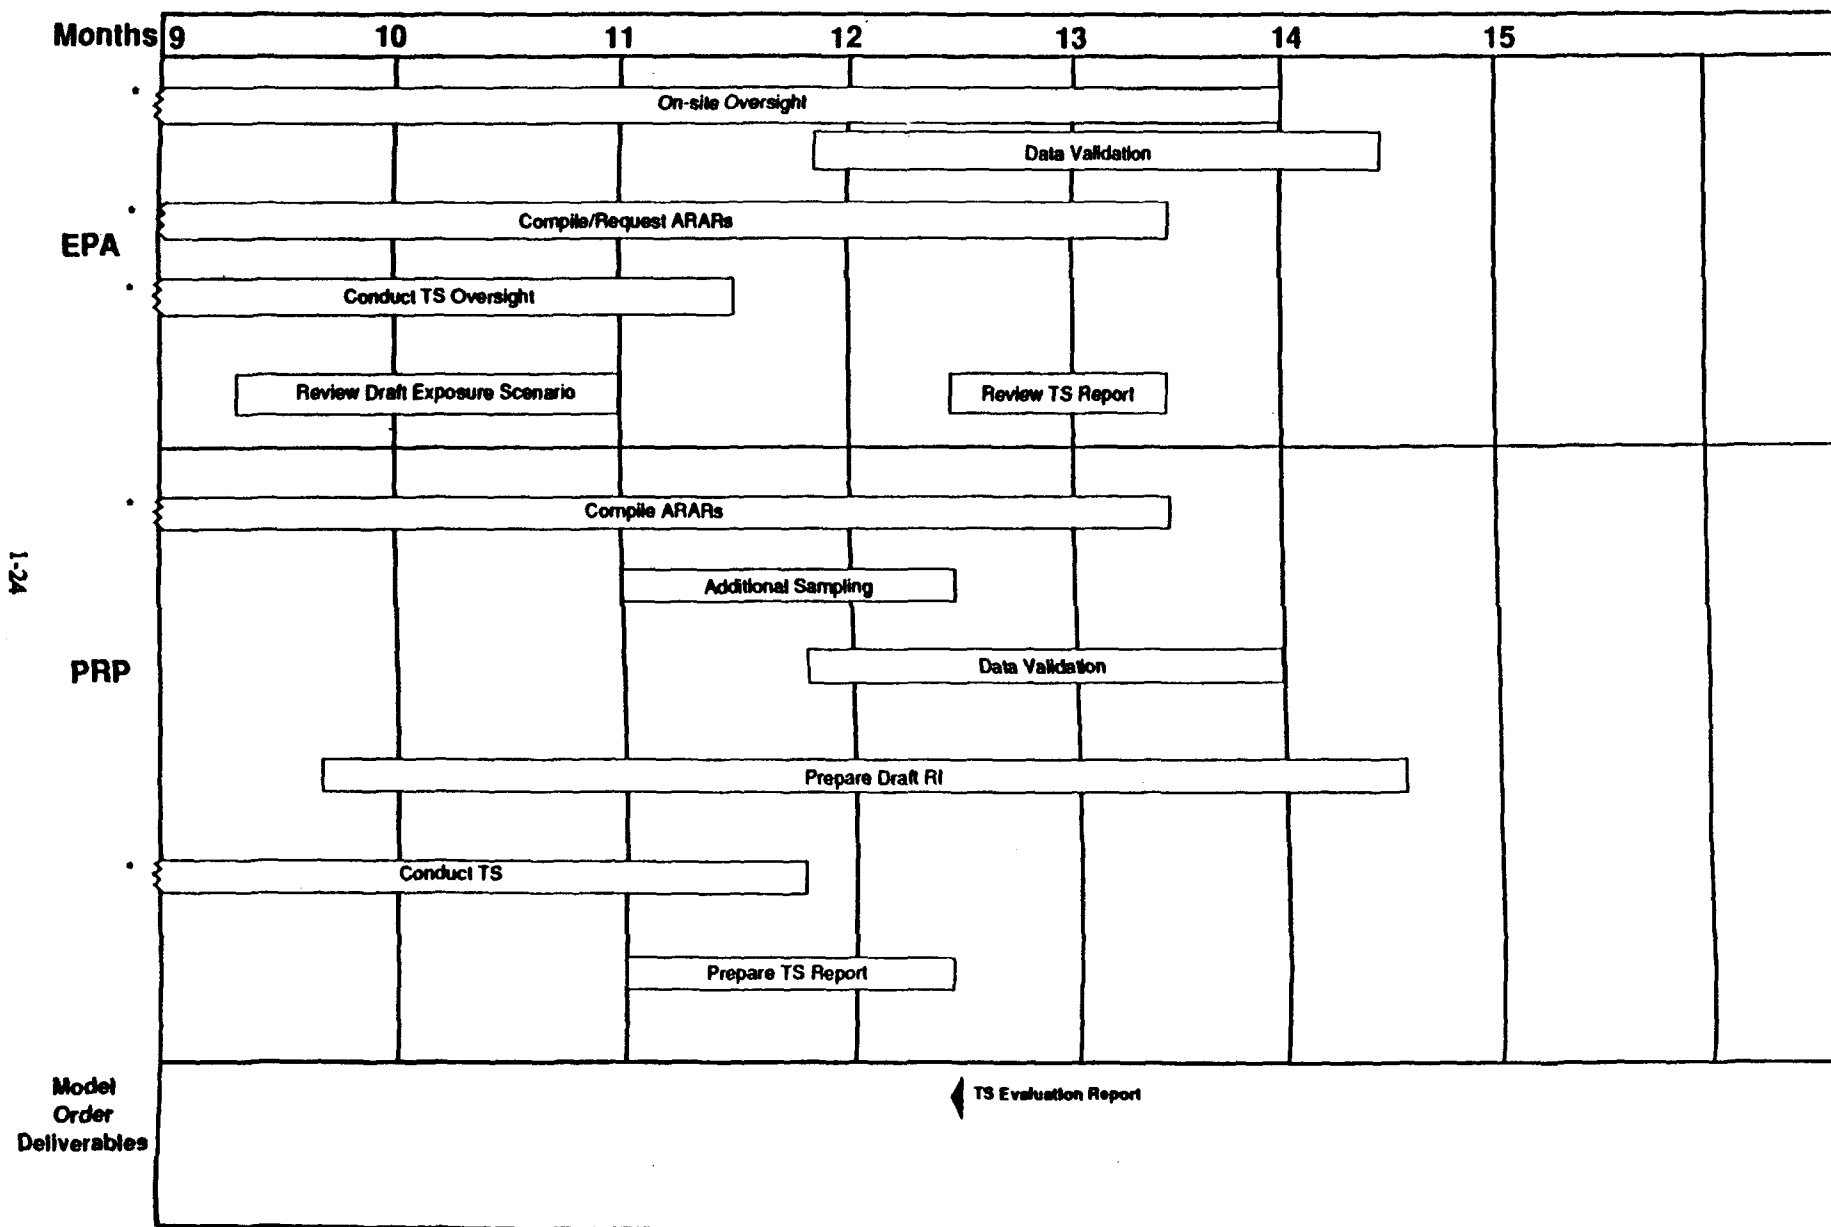 Months 9 10 11 12 13 14 15
*
On-site Oversight
Data Validation
*
Compile/Request ARARs
EPA
*
Conduct TS Oversight
Review Draft Exposure Scenario
Review TS Report
*
Compile ARARs
1-24
Additional Sampling
PRP
Data Validation
Prepare Draft RI
*
Conduct TS
Prepare TS Report
Model
Order
Deliverables
TS Evaluation Report